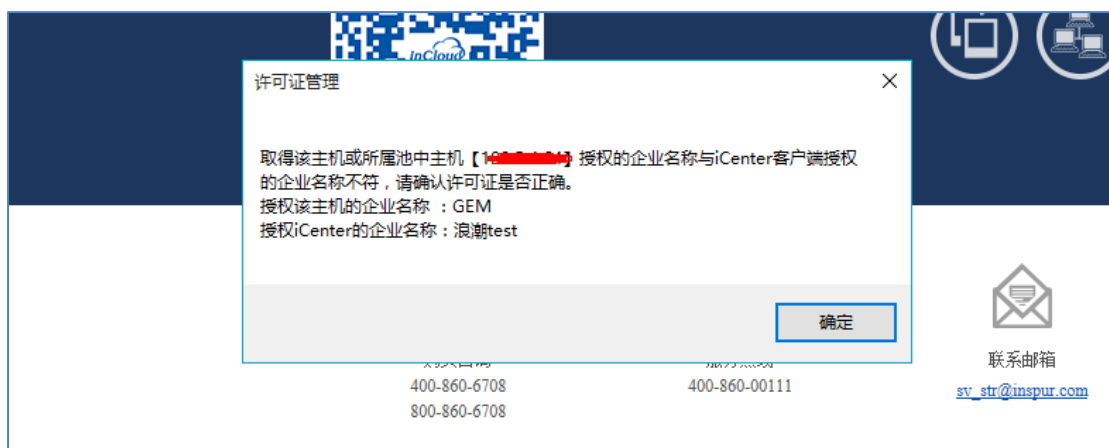 inCloud
许可证管理
取得该主机或所属池中主机【1 】授权的企业名称与iCenter客户端授权
的企业名称不符，请确认许可证是否正确。
授权该主机的企业名称 ：GEM
授权iCenter的企业名称：浪潮test
确定
联系邮箱
400-860-6708
400-860-00111
sv_str@inspur.com
800-860-6708